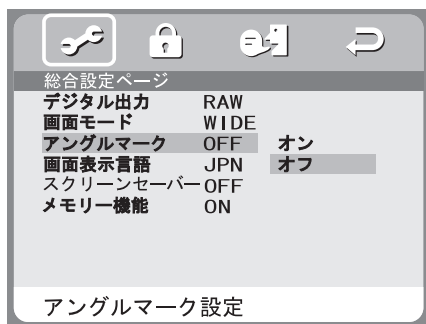 総合設定ページ
デジタル出力 RAW
画面モード WIDE
アングルマーク OFF オン
画面表示言語 JPN オフ
スクリーンセーバー OFF
メモリー機能 ON
アングルマーク設定